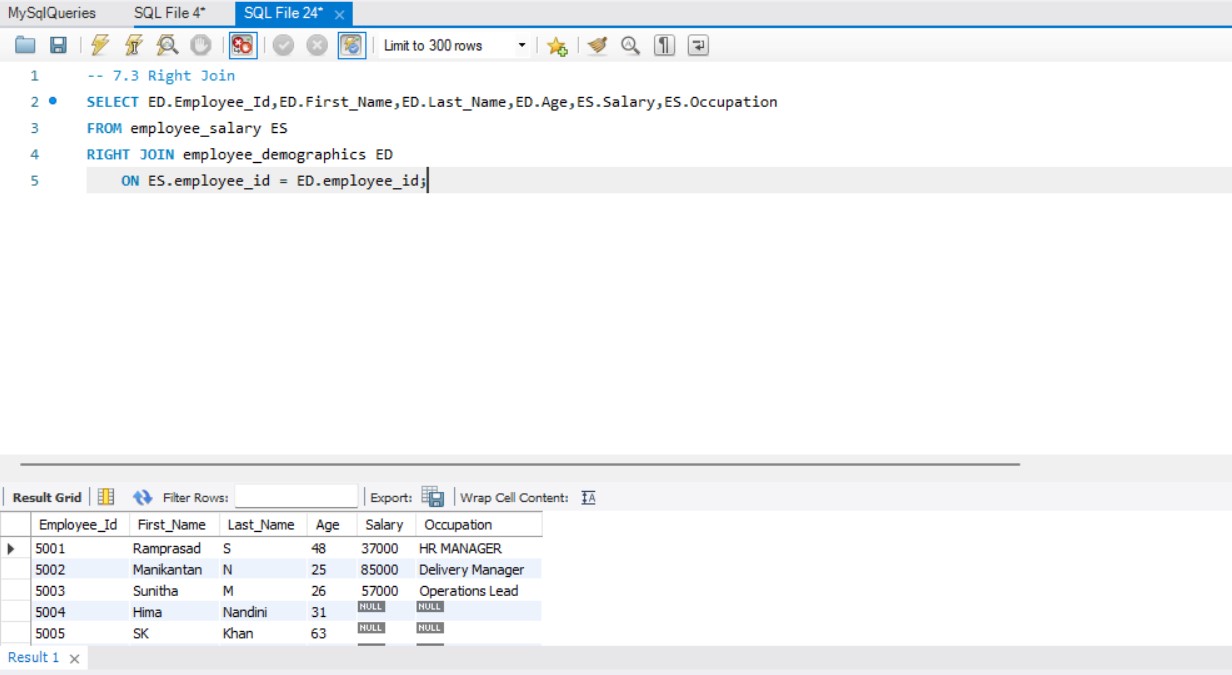 MySqlQueries SQL File 4* SQL File 24*
Limit to 300 rows
1 -- 7.3 Right Join
2 SELECT ED.Employee_Id,ED.First_Name,ED.Last_Name,ED.Age,ES.Salary,ES.Occupation
3 FROM employee_salary ES
4 RIGHT JOIN employee_demographics ED
5 ON ES.employee_id = ED.employee_id;
Result Grid Filter Rows: Export: Wrap Cell Content:
Employee_Id First_Name Last_Name Age Salary Occupation
5001 Ramprasad S 48 37000 HR MANAGER
5002 Manikantan N 25 85000 Delivery Manager
5003 Sunitha M 26 57000 Operations Lead
5004 Hima Nandini 31 NULL NULL
5005 SK Khan 63 NULL NULL
Result 1